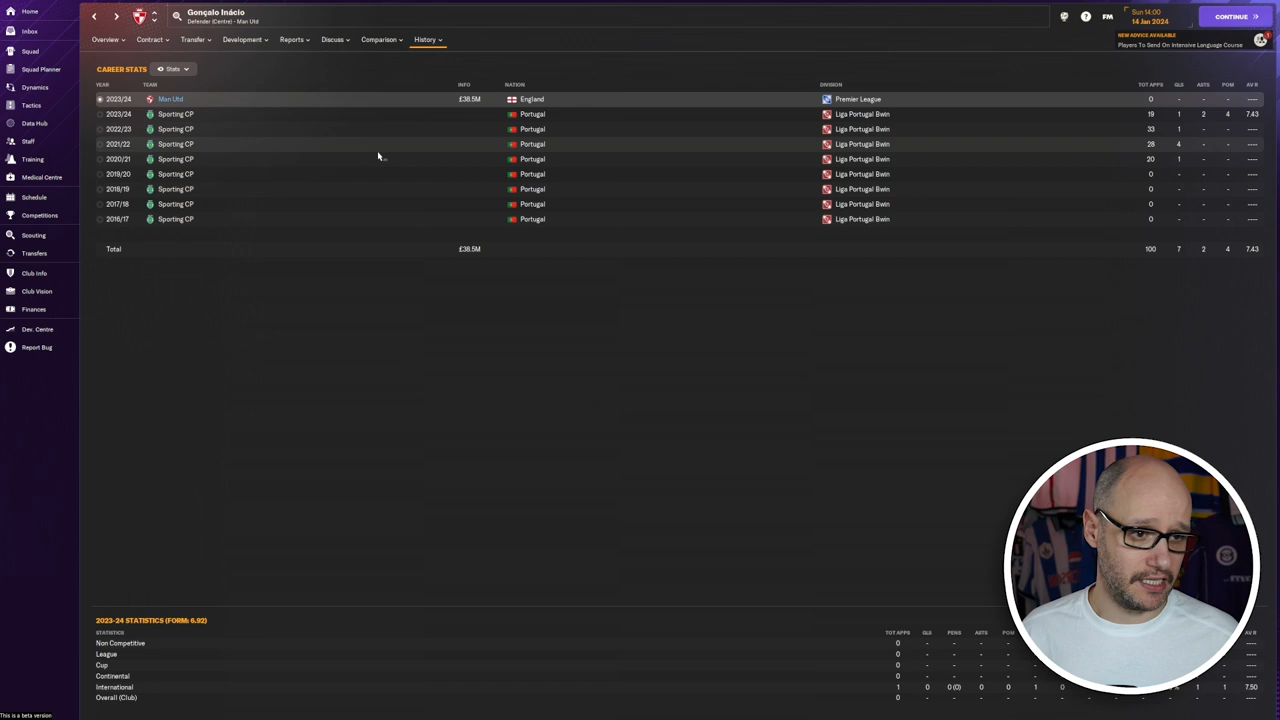 Home
Inbox
Squad
Squad Planner
Dynamics
Tactics
Data Hub
Staff
Training
Medical Centre
Schedule
Competitions
Scouting
Transfers
Club Info
Club Vision
Finances
Dev. Centre
Report Bug
This is a beta version
Gonçalo Inácio
Defender (Centre) - Man Utd
FM
Sun 14:00
14 Jan 2024
CONTINUE
NEW ADVICE AVAILABLE
Players To Send On Intensive Language Course
Overview Contract Transfer Development Reports Discuss Comparison History
CAREER STATS Stats
YEAR TEAM INFO NATION DIVISION TOT APPS GLS ASTS POM AV R
2023/24 Man Utd £38.5M England Premier League 0 - - - ----
2023/24 Sporting CP Portugal Liga Portugal Bwin 19 1 2 4 7.43
2022/23 Sporting CP Portugal Liga Portugal Bwin 33 1 - - ----
2021/22 Sporting CP Portugal Liga Portugal Bwin 28 4 - - ----
2020/21 Sporting CP Portugal Liga Portugal Bwin 20 1 - - ----
2019/20 Sporting CP Portugal Liga Portugal Bwin 0 - - - ----
2018/19 Sporting CP Portugal Liga Portugal Bwin 0 - - - ----
2017/18 Sporting CP Portugal Liga Portugal Bwin 0 - - - ----
2016/17 Sporting CP Portugal Liga Portugal Bwin 0 - - - ----
Total £38.5M 100 7 2 4 7.43
2023-24 STATISTICS (FORM: 6.92)
STATISTICS TOT APPS GLS PENS ASTS POM AV R
Non Competitive 0 - - - - ----
League 0 - - - - ----
Cup 0 - - - - ----
Continental 0 - - - - ----
International 1 0 0 (0) 0 0 1 0 1 1 7.50
Overall (Club) 0 - - - - ----